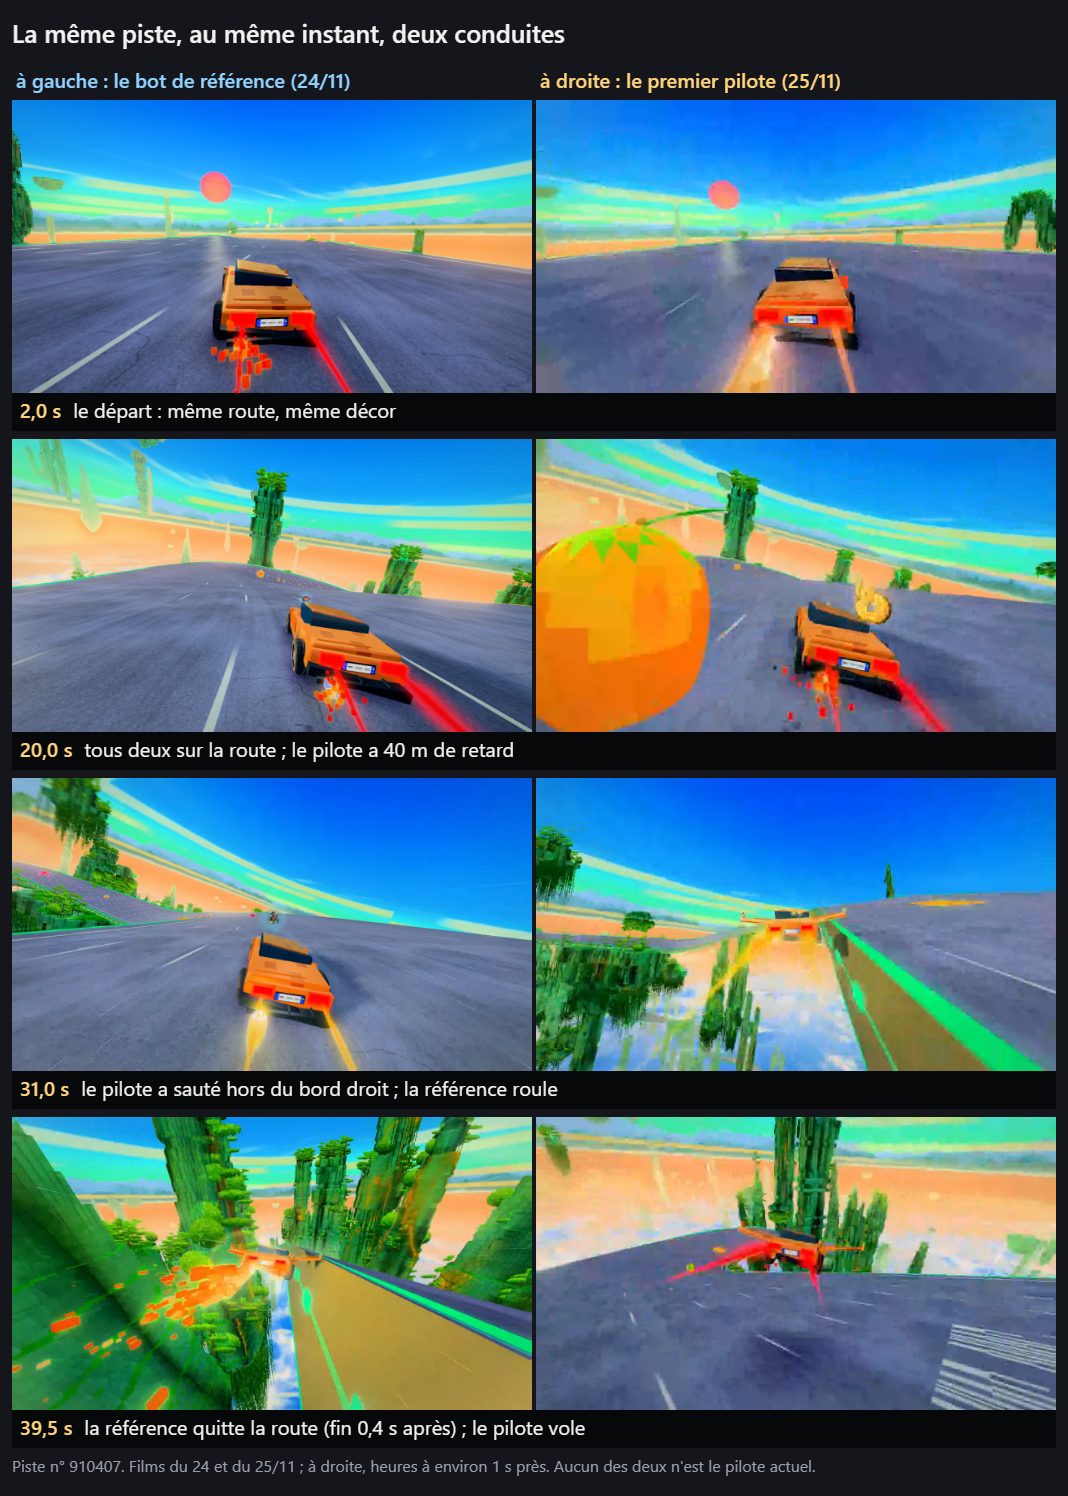 La même piste, au même instant, deux conduites
à gauche : le bot de référence (24/11)
à droite : le premier pilote (25/11)
2,0 s le départ : même route, même décor
20,0 s tous deux sur la route ; le pilote a 40 m de retard
31,0 s le pilote a sauté hors du bord droit ; la référence roule
39,5 s la référence quitte la route (fin 0,4 s après) ; le pilote vole
Piste n° 910407. Films du 24 et du 25/11 ; à droite, heures à environ 1 s près. Aucun des deux n'est le pilote actuel.